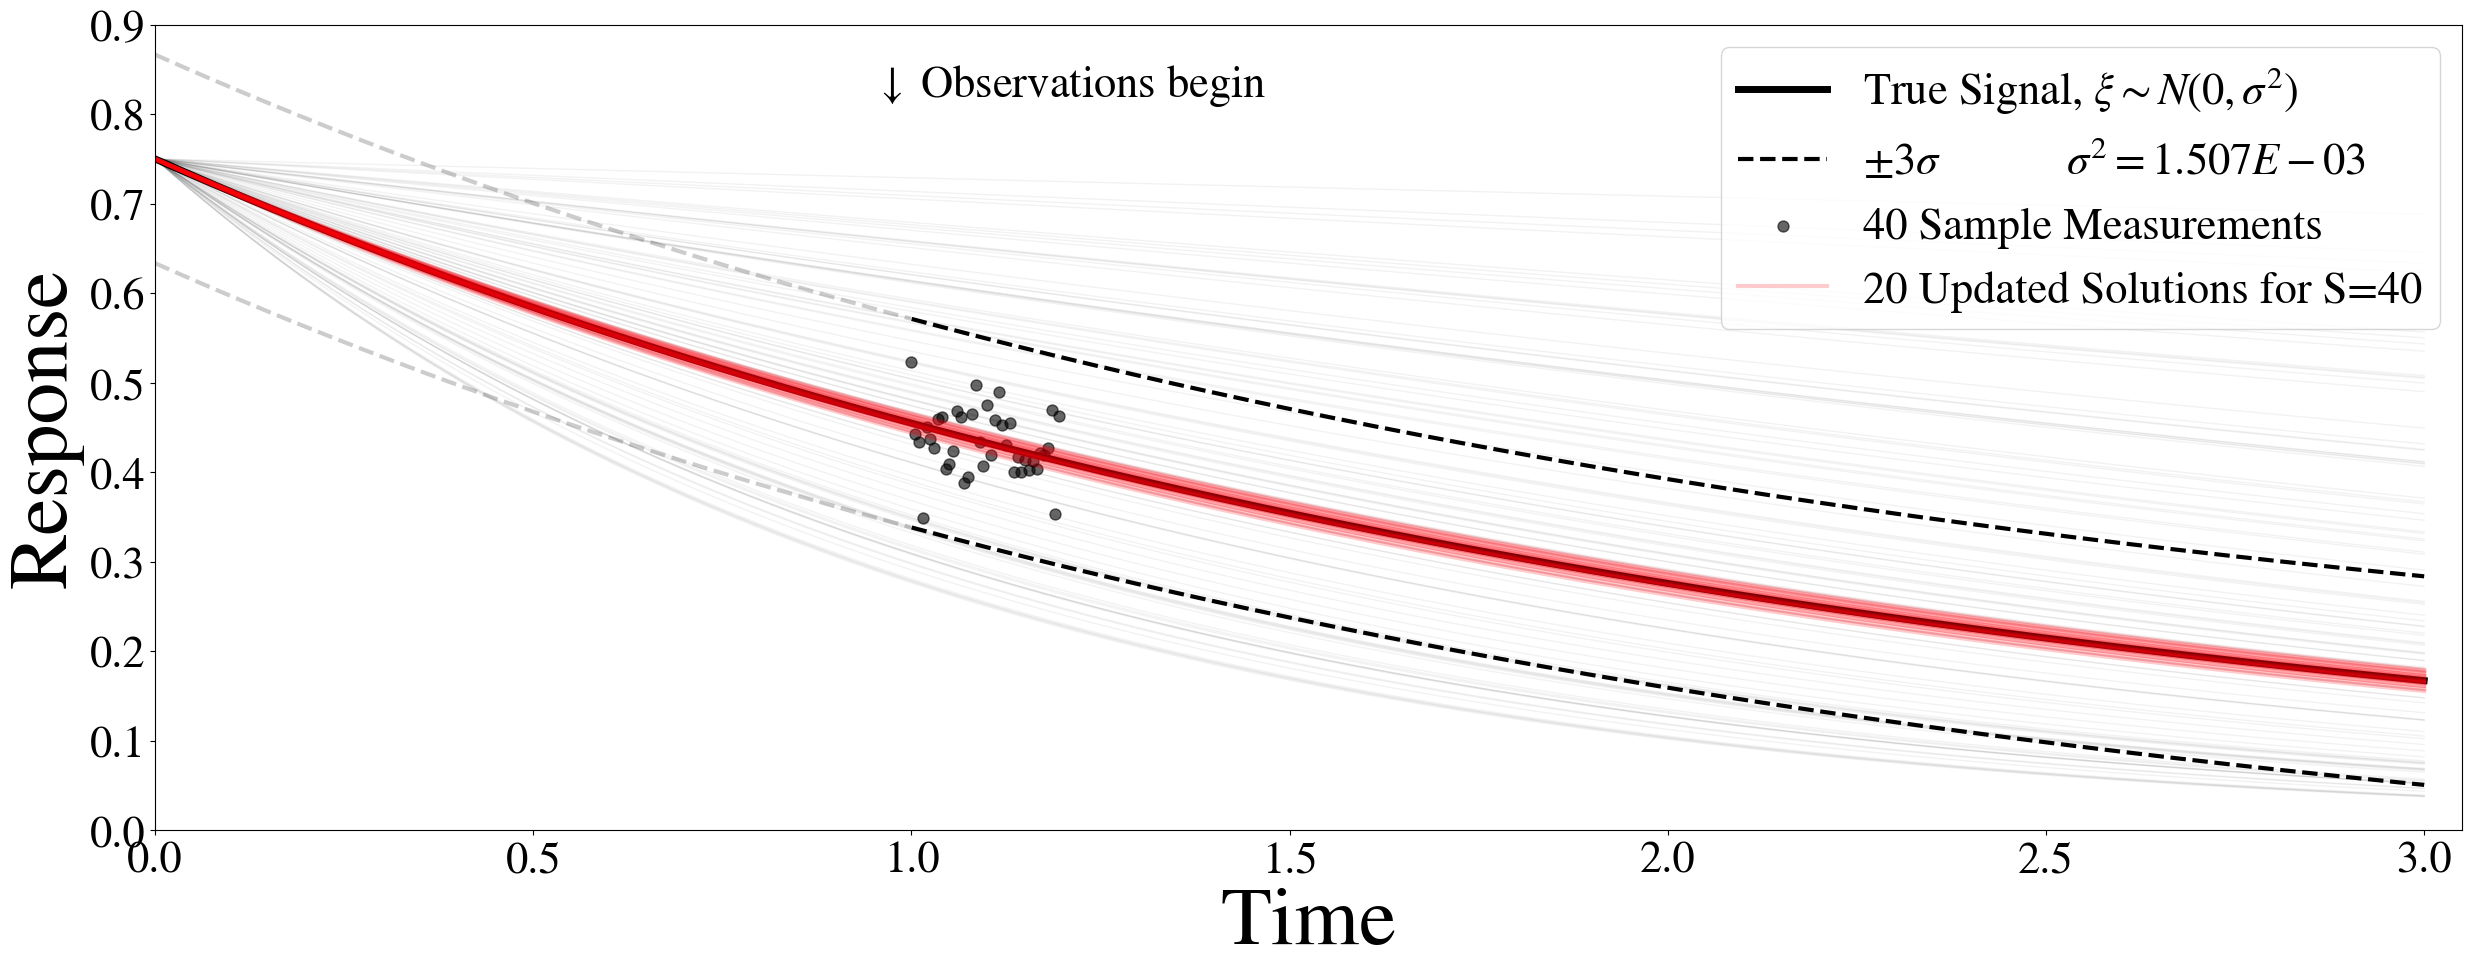 ↓ Observations begin
True Signal, ξ ~ N(0, σ²)
±3σ σ² = 1.507E − 03
40 Sample Measurements
20 Updated Solutions for S=40
Response
0.9
0.8
0.7
0.6
0.5
0.4
0.3
0.2
0.1
0.0
0.0 0.5 1.0 1.5 2.0 2.5 3.0
Time